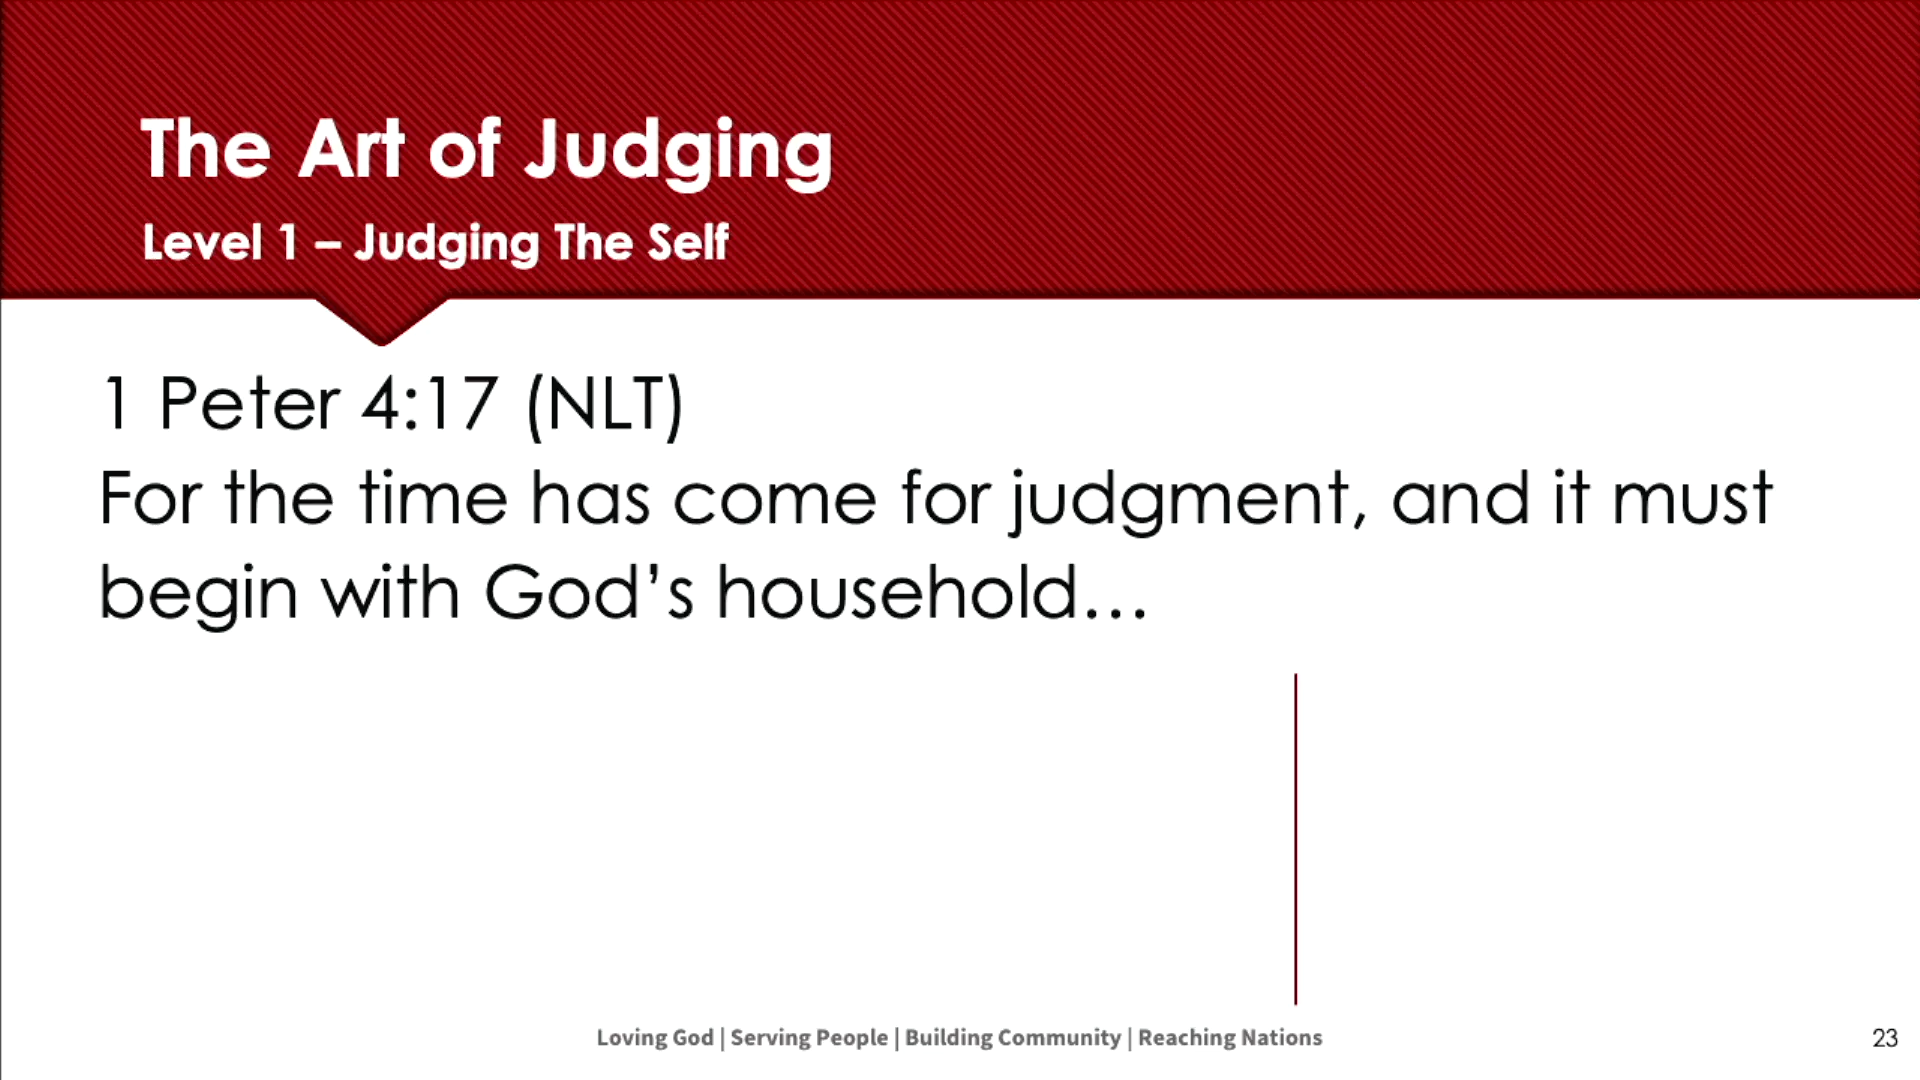 The Art of Judging
Level 1 – Judging The Self
1 Peter 4:17 (NLT)
For the time has come for judgment, and it must
begin with God’s household…
Loving God | Serving People | Building Community | Reaching Nations
23